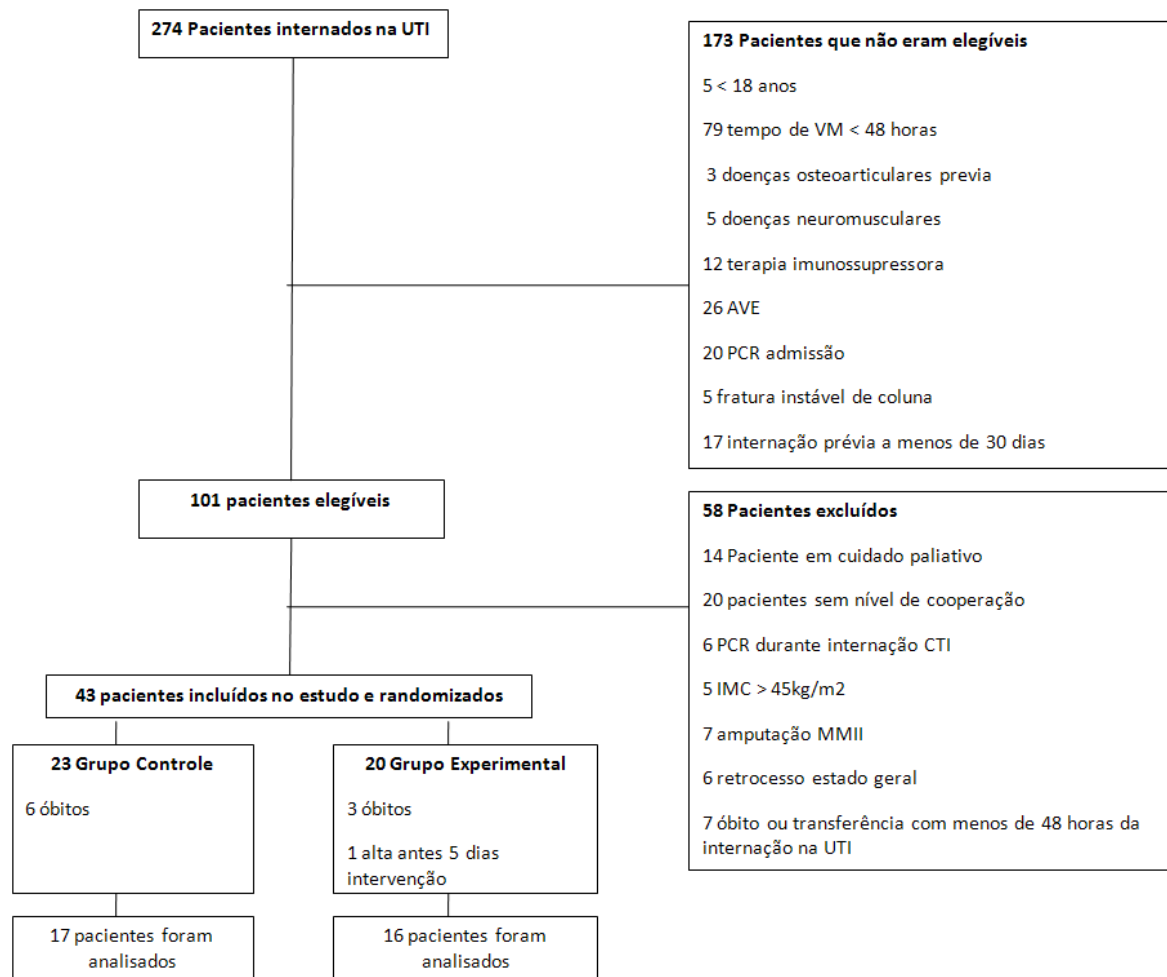 274 Pacientes internados na UTI
173 Pacientes que não eram elegíveis
5 < 18 anos
79 tempo de VM < 48 horas
3 doenças osteoarticulares previa
5 doenças neuromusculares
12 terapia imunossupressora
26 AVE
20 PCR admissão
5 fratura instável de coluna
17 internação prévia a menos de 30 dias
101 pacientes elegíveis
58 Pacientes excluídos
14 Paciente em cuidado paliativo
20 pacientes sem nível de cooperação
6 PCR durante internação CTI
5 IMC > 45kg/m2
7 amputação MMII
6 retrocesso estado geral
7 óbito ou transferência com menos de 48 horas da
internação na UTI
43 pacientes incluídos no estudo e randomizados
23 Grupo Controle
6 óbitos
20 Grupo Experimental
3 óbitos
1 alta antes 5 dias
intervenção
17 pacientes foram
analisados
16 pacientes foram
analisados